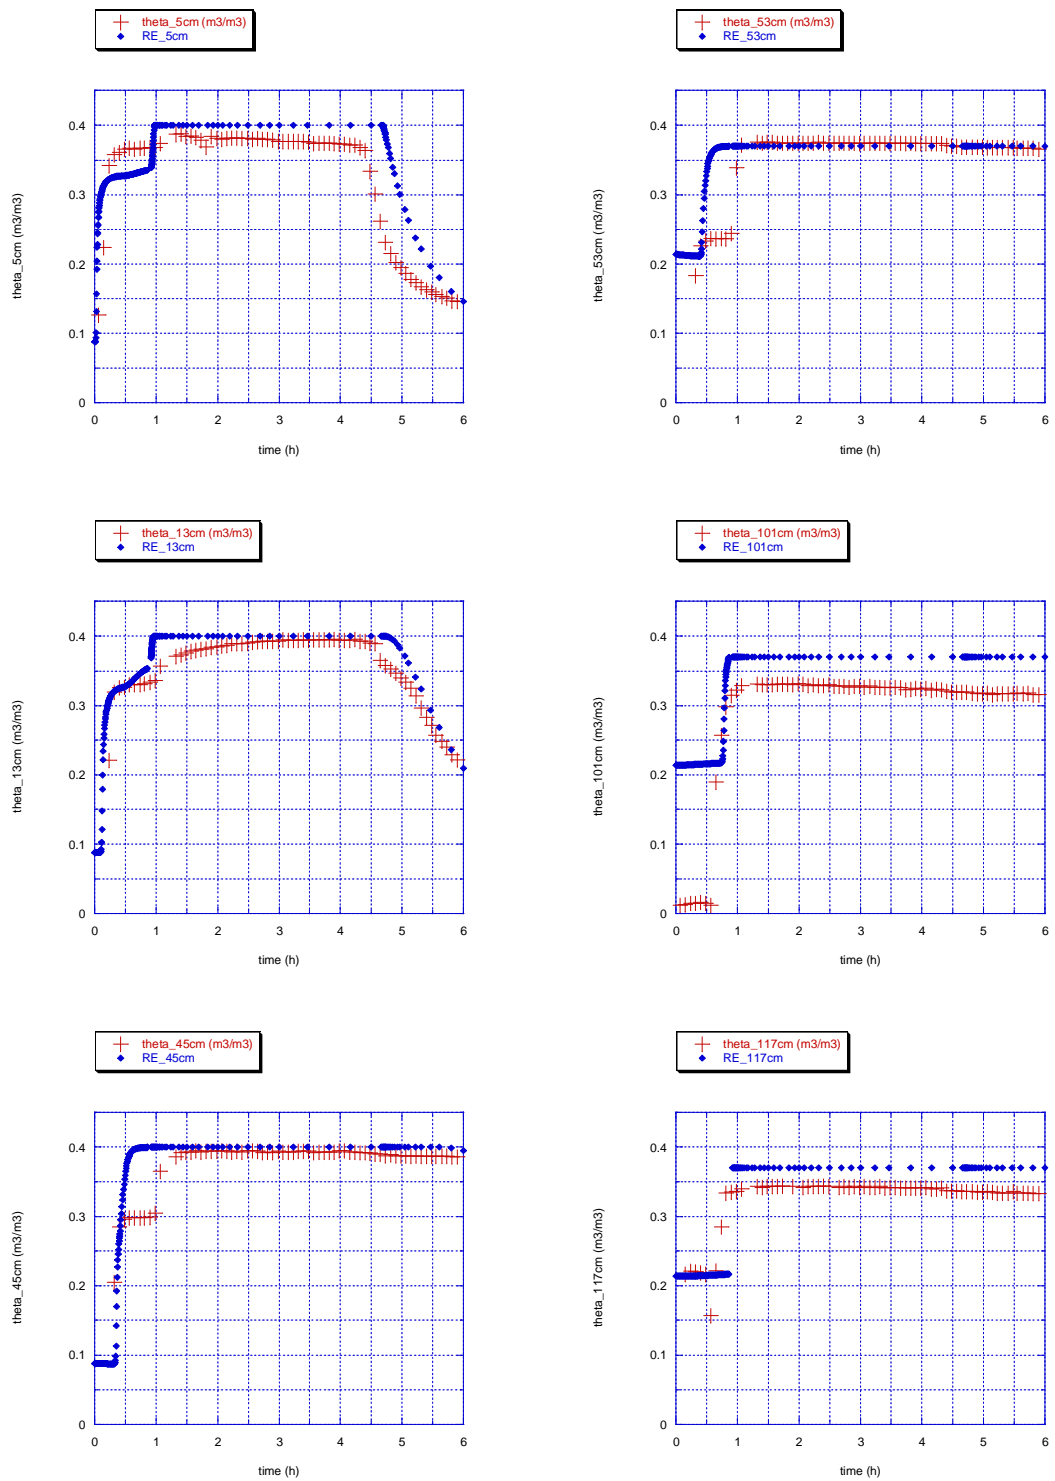 theta_5cm (m3/m3)
RE_5cm
theta_5cm (m3/m3)
0.4
0.3
0.2
0.1
0
0 1 2 3 4 5 6
time (h)
theta_53cm (m3/m3)
RE_53cm
theta_53cm (m3/m3)
0.4
0.3
0.2
0.1
0
0 1 2 3 4 5 6
time (h)
theta_13cm (m3/m3)
RE_13cm
theta_13cm (m3/m3)
0.4
0.3
0.2
0.1
0
0 1 2 3 4 5 6
time (h)
theta_101cm (m3/m3)
RE_101cm
theta_101cm (m3/m3)
0.4
0.3
0.2
0.1
0
0 1 2 3 4 5 6
time (h)
theta_45cm (m3/m3)
RE_45cm
theta_45cm (m3/m3)
0.4
0.3
0.2
0.1
0
0 1 2 3 4 5 6
time (h)
theta_117cm (m3/m3)
RE_117cm
theta_117cm (m3/m3)
0.4
0.3
0.2
0.1
0
0 1 2 3 4 5 6
time (h)